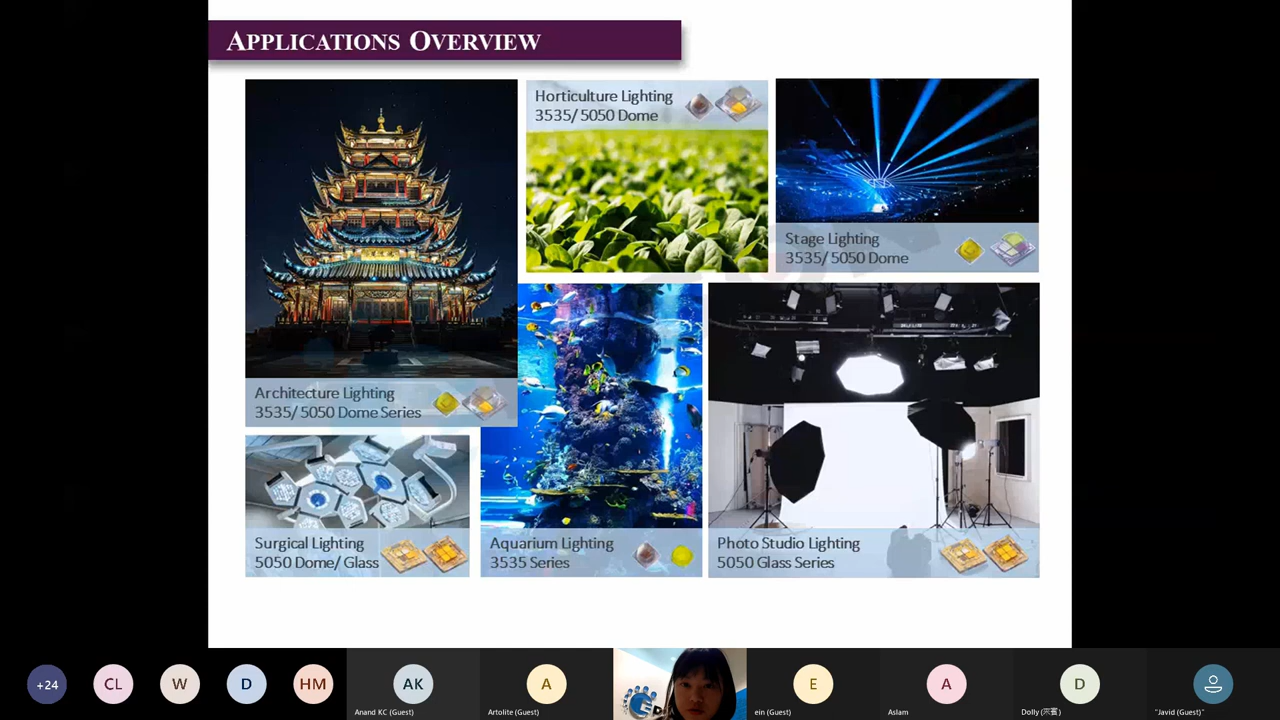 APPLICATIONS OVERVIEW
Horticulture Lighting
3535/ 5050 Dome
Stage Lighting
3535/ 5050 Dome
Architecture Lighting
3535/ 5050 Dome Series
Surgical Lighting
5050 Dome/ Glass
Aquarium Lighting
3535 Series
Photo Studio Lighting
5050 Glass Series
+24
CL
W
D
HM
AK
A
E
A
D
Anand KC (Guest)
Artolite (Guest)
ein (Guest)
Aslam
"Javid (Guest)"